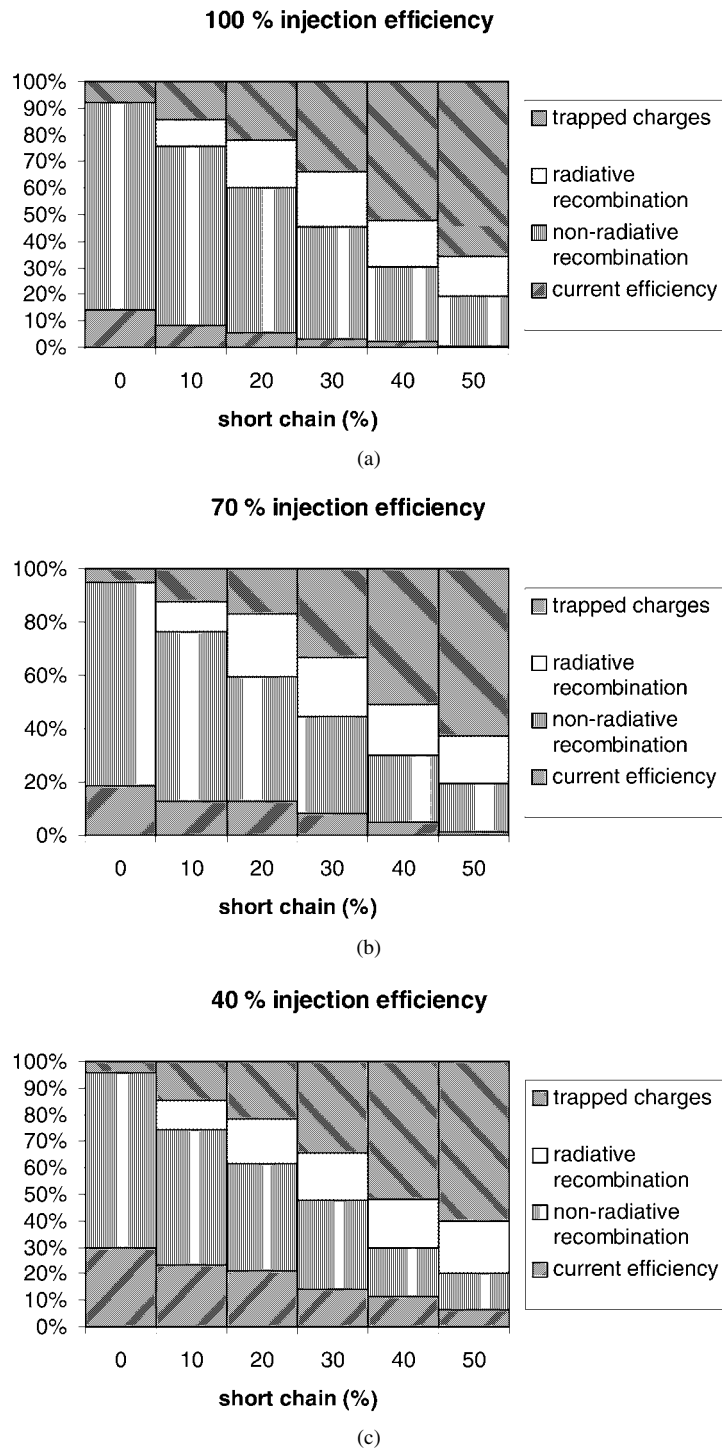 100 % injection efficiency
100%
90%
80%
70%
60%
50%
40%
30%
20%
10%
0%
0 10 20 30 40 50
short chain (%)
trapped charges
radiative
recombination
non-radiative
recombination
current efficiency
(a)
70 % injection efficiency
100%
80%
60%
40%
20%
0%
0 10 20 30 40 50
short chain (%)
trapped charges
radiative
recombination
non-radiative
recombination
current efficiency
(b)
40 % injection efficiency
100%
90%
80%
70%
60%
50%
40%
30%
20%
10%
0%
0 10 20 30 40 50
short chain (%)
trapped charges
radiative
recombination
non-radiative
recombination
current efficiency
(c)